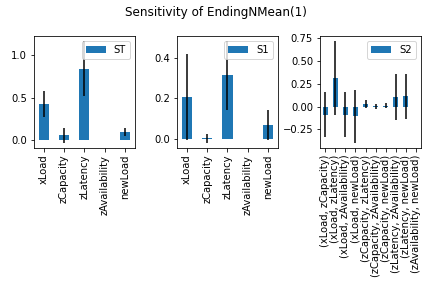 Sensitivity of EndingNMean(1)
ST
1.0
0.5
0.0
xLoad
zCapacity
zLatency
zAvailability
newLoad
S1
0.4
0.2
0.0
xLoad
zCapacity
zLatency
zAvailability
newLoad
S2
0.75
0.50
0.25
0.00
−0.25
(xLoad, zCapacity)
(xLoad, zLatency)
(xLoad, zAvailability)
(xLoad, newLoad)
(zCapacity, zLatency)
(zCapacity, zAvailability)
(zCapacity, newLoad)
(zLatency, zAvailability)
(zLatency, newLoad)
(zAvailability, newLoad)